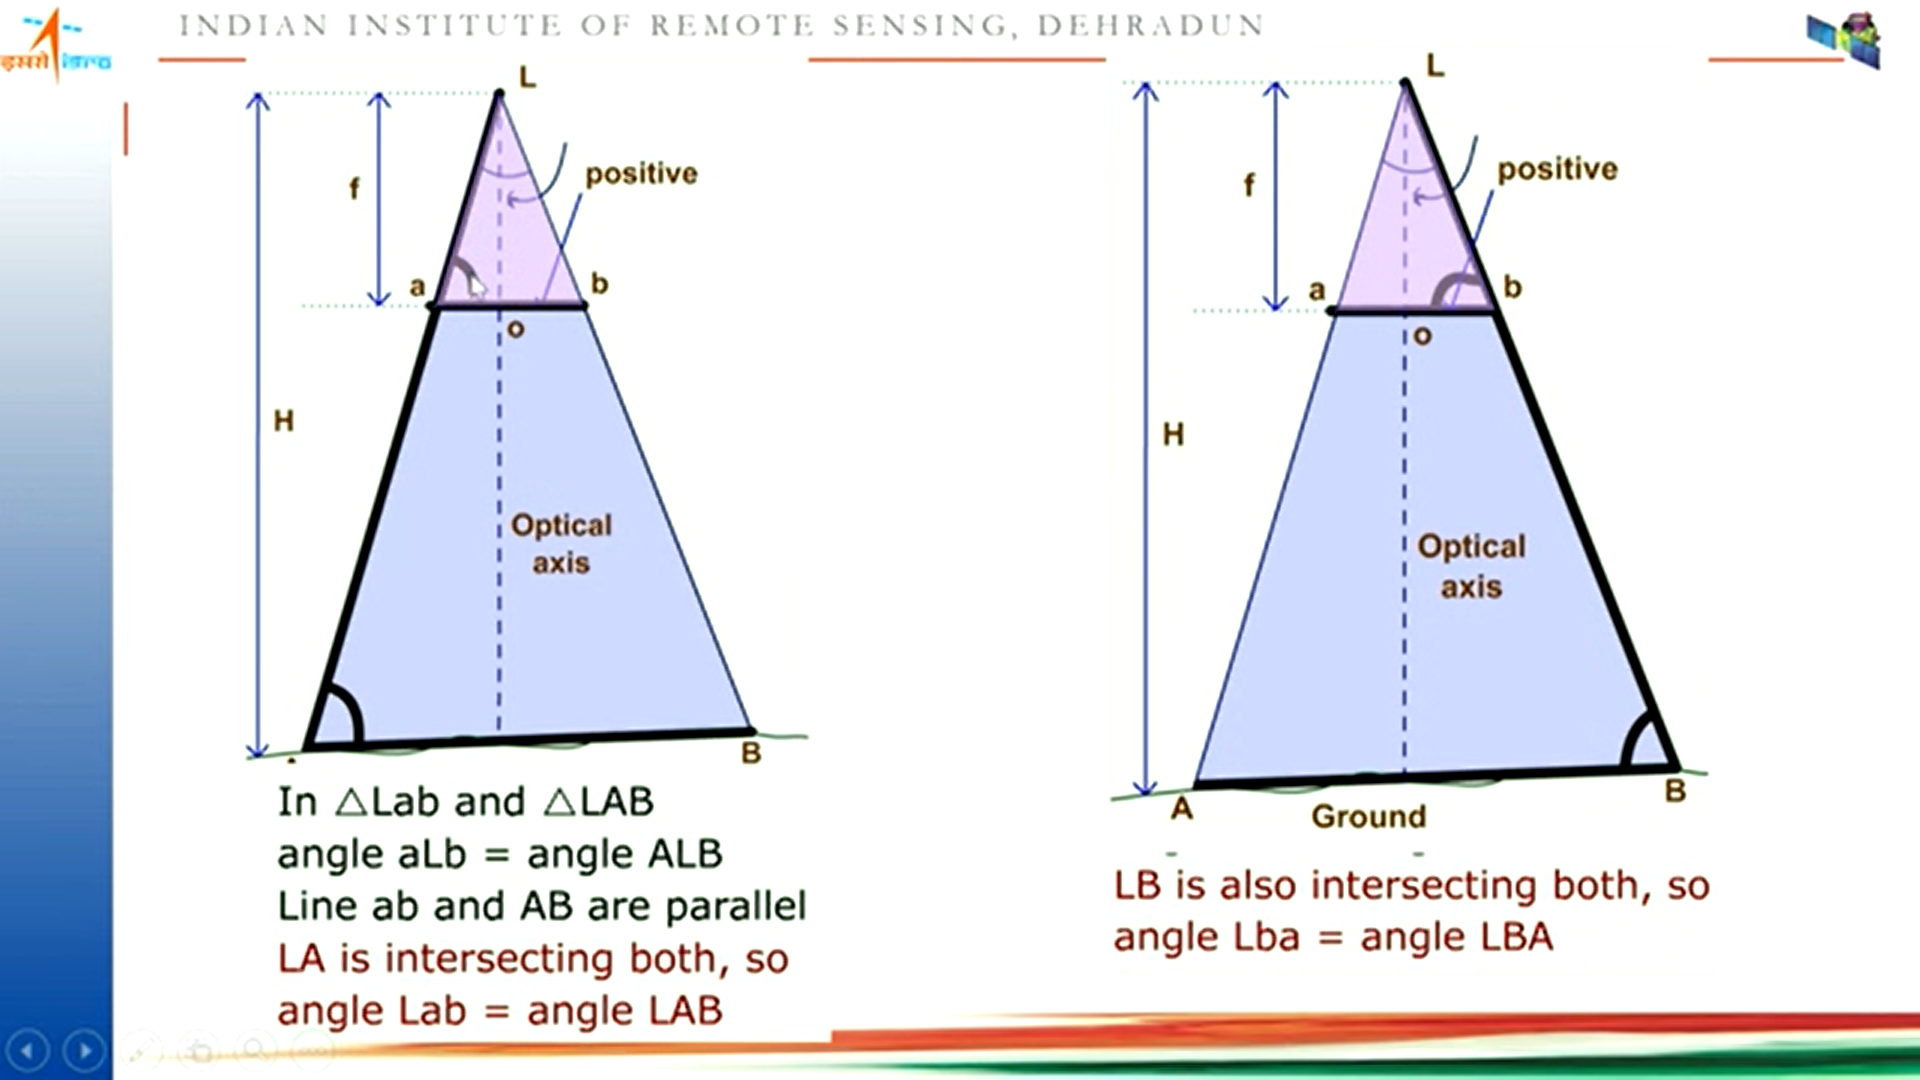 INDIAN INSTITUTE OF REMOTE SENSING, DEHRADUN
इसरो isro
L
positive
f
a
b
o
H
Optical
axis
B
In △Lab and △LAB
angle aLb = angle ALB
Line ab and AB are parallel
LA is intersecting both, so
angle Lab = angle LAB
L
positive
f
a
b
o
H
Optical
axis
A
B
Ground
LB is also intersecting both, so
angle Lba = angle LBA